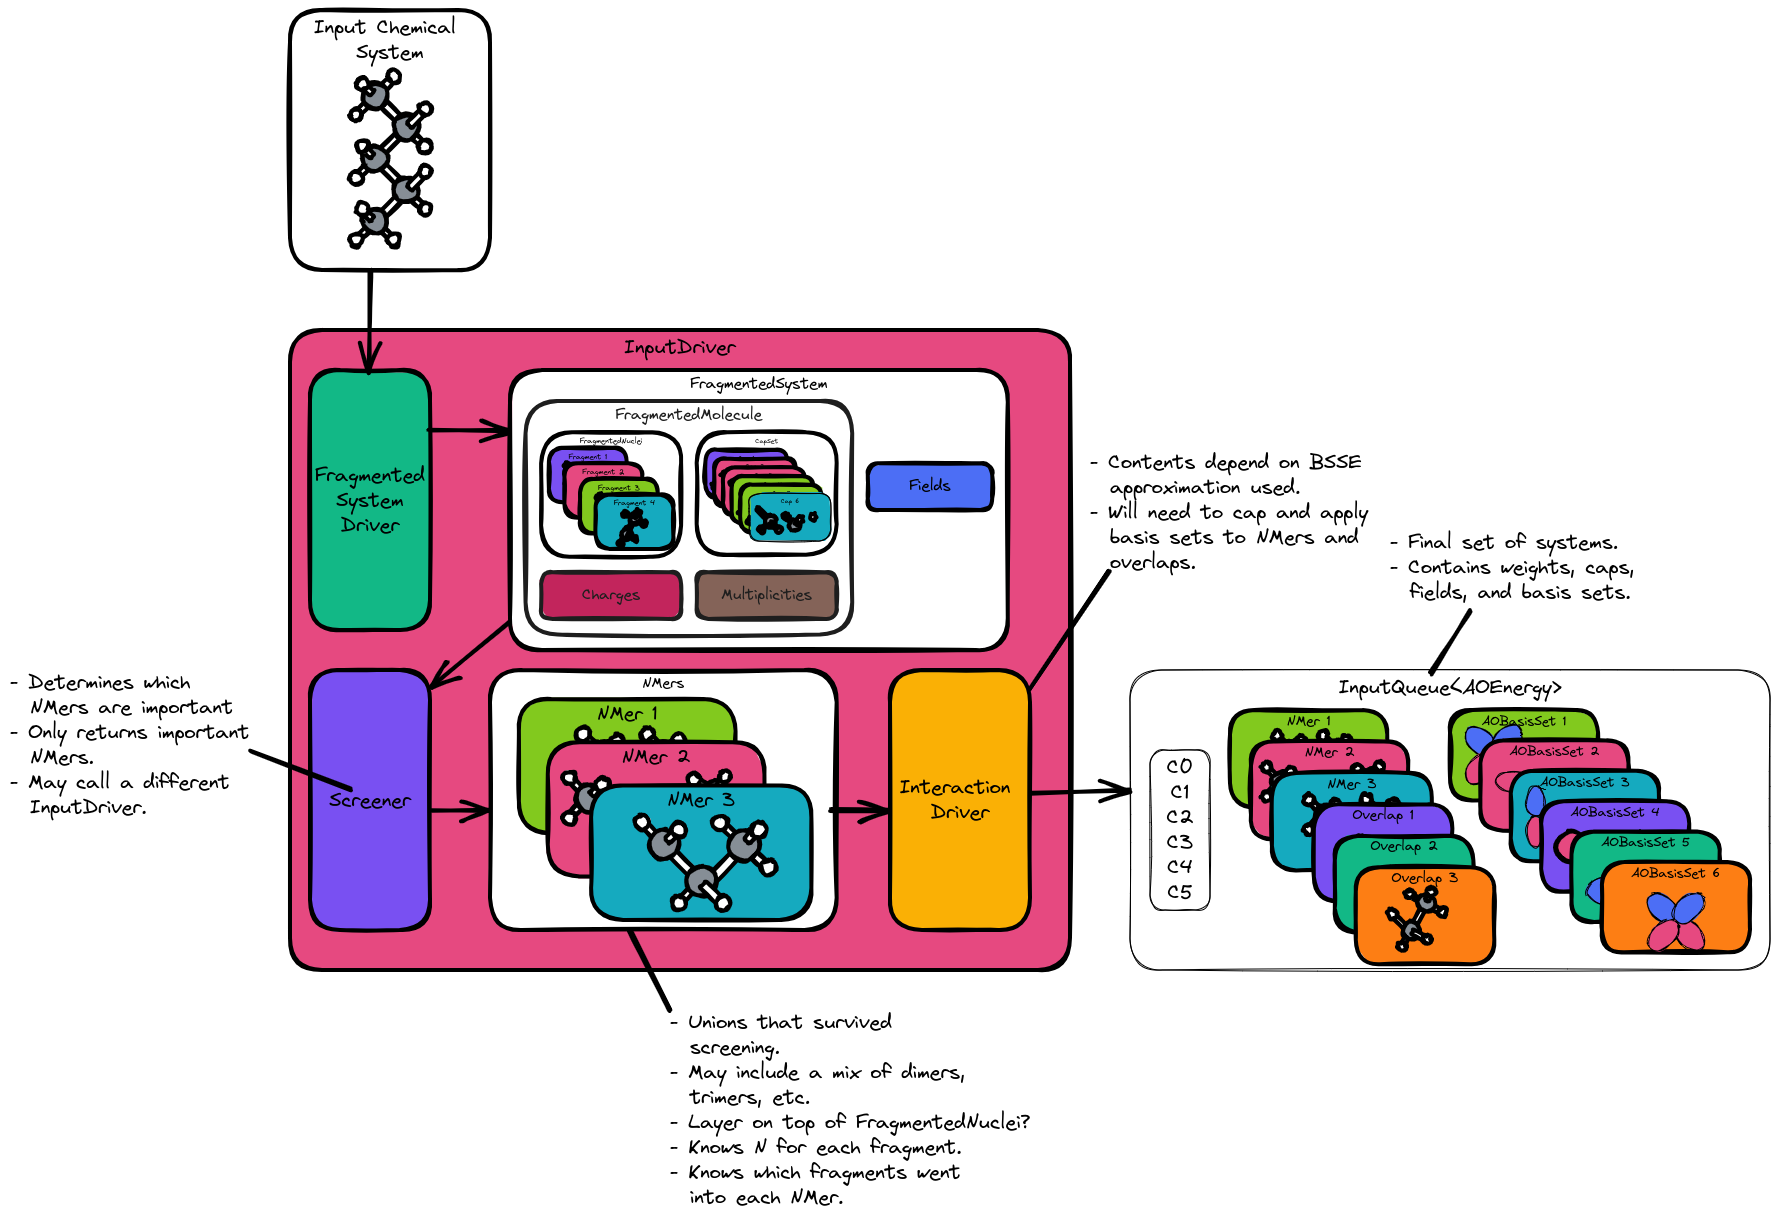 Input Chemical
System
InputDriver
Fragmented
System
Driver
FragmentedSystem
FragmentedMolecule
FragmentedNuclei
Fragment 1
Fragment 2
Fragment 3
Fragment 4
CapSet
Cap 6
Fields
Charges
Multiplicities
- Contents depend on BSSE
approximation used.
- Will need to cap and apply
basis sets to NMers and
overlaps.
- Final set of systems.
- Contains weights, caps,
fields, and basis sets.
- Determines which
NMers are important
- Only returns important
NMers.
- May call a different
InputDriver.
Screener
NMers
NMer 1
NMer 2
NMer 3
Interaction
Driver
InputQueue<AOEnergy>
C0
C1
C2
C3
C4
C5
NMer 1
NMer 2
NMer 3
Overlap 1
Overlap 2
Overlap 3
AOBasisSet 1
AOBasisSet 2
AOBasisSet 3
AOBasisSet 4
AOBasisSet 5
AOBasisSet 6
- Unions that survived
screening.
- May include a mix of dimers,
trimers, etc.
- Layer on top of FragmentedNuclei?
- Knows N for each fragment.
- Knows which fragments went
into each NMer.